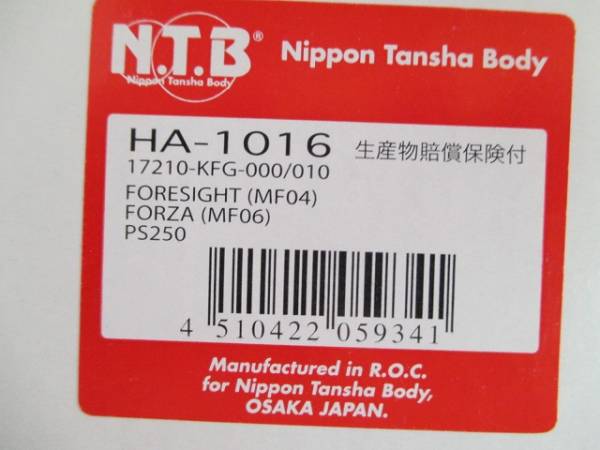 N.T.B®
Nippon Tansha Body
Nippon Tansha Body
HA-1016 生産物賠償保険付
17210-KFG-000/010
FORESIGHT (MF04)
FORZA (MF06)
PS250
4 510422 059341
Manufactured in R.O.C.
for Nippon Tansha Body,
OSAKA JAPAN.